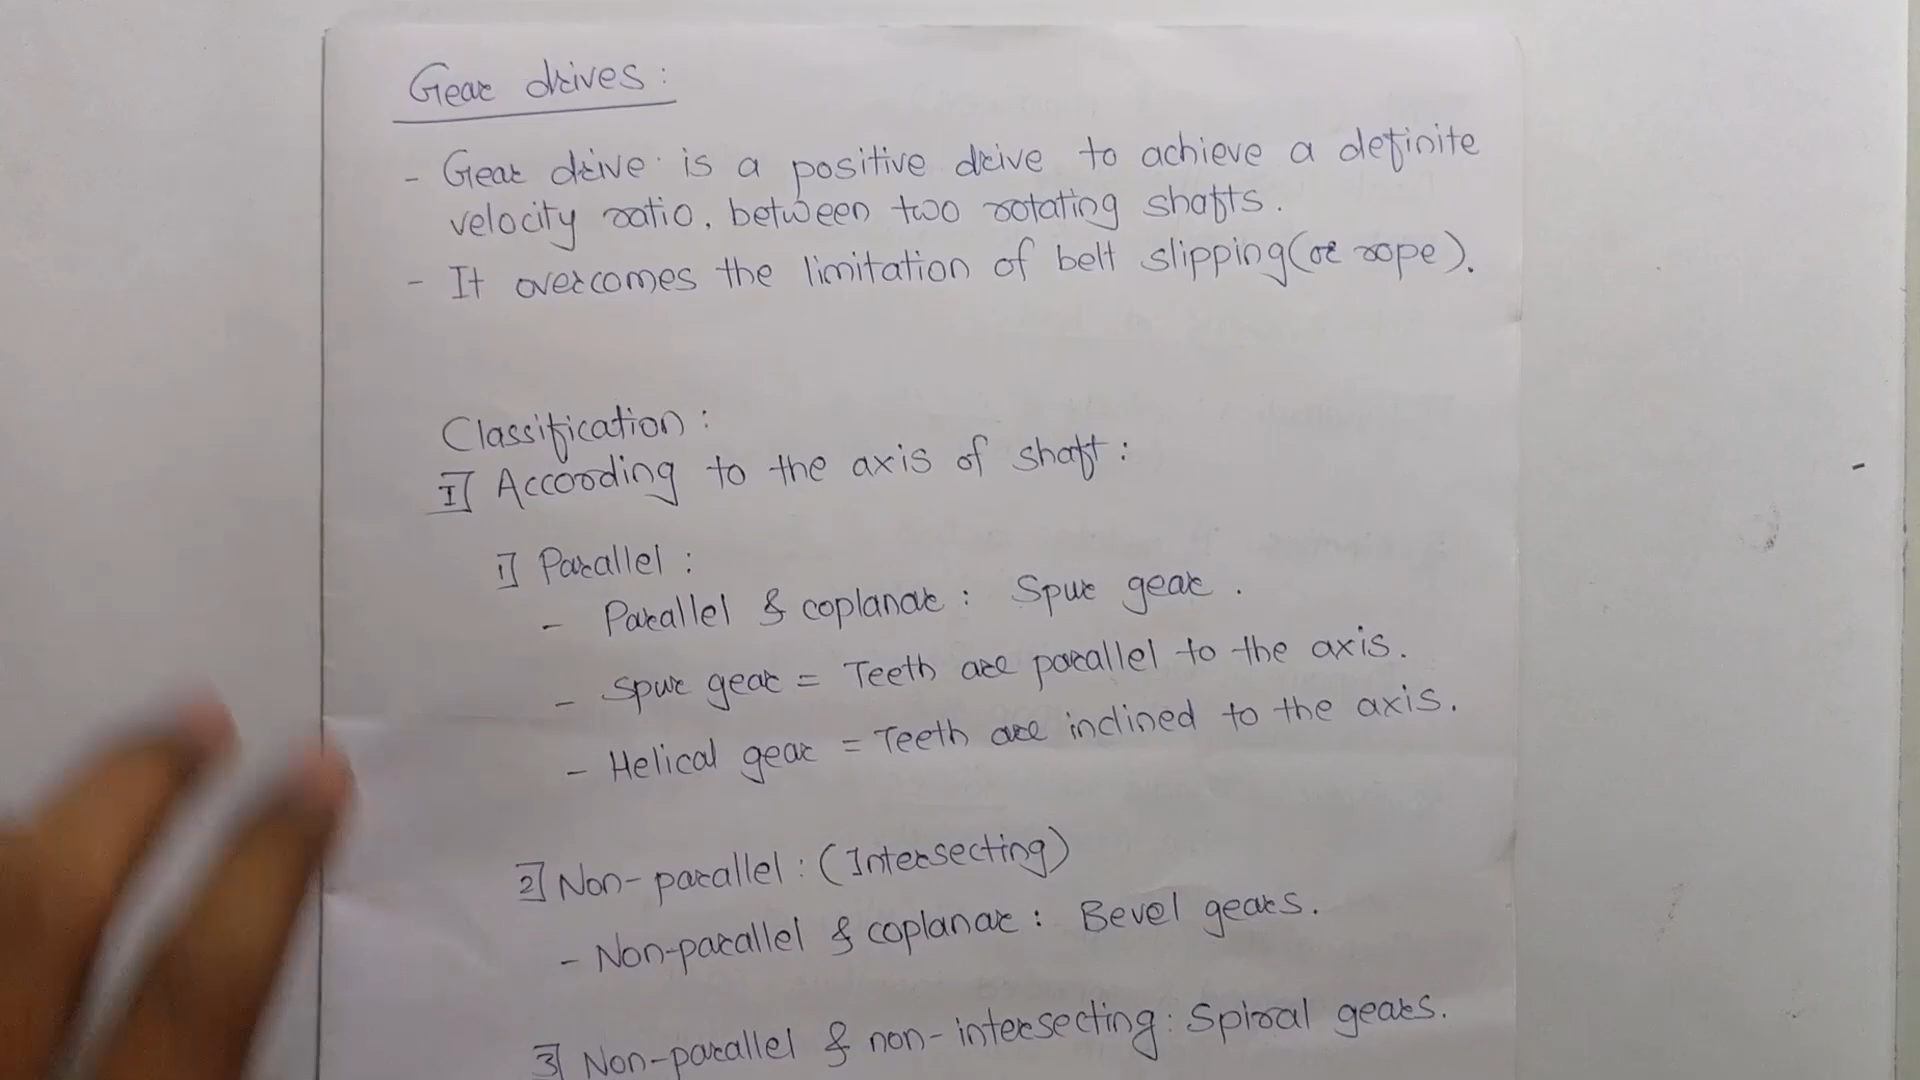 Gear drives:
- Gear drive is a positive drive to achieve a definite
velocity ratio, between two rotating shafts.
- It overcomes the limitation of belt slipping (or rope).
Classification:
I] According to the axis of shaft:
1] Parallel:
- Parallel & coplanar: Spur gear.
- Spur gear = Teeth are parallel to the axis.
- Helical gear = Teeth are inclined to the axis.
2] Non-parallel: (Intersecting)
- Non-parallel & coplanar: Bevel gears.
3] Non-parallel & non-intersecting: Spiral gears.